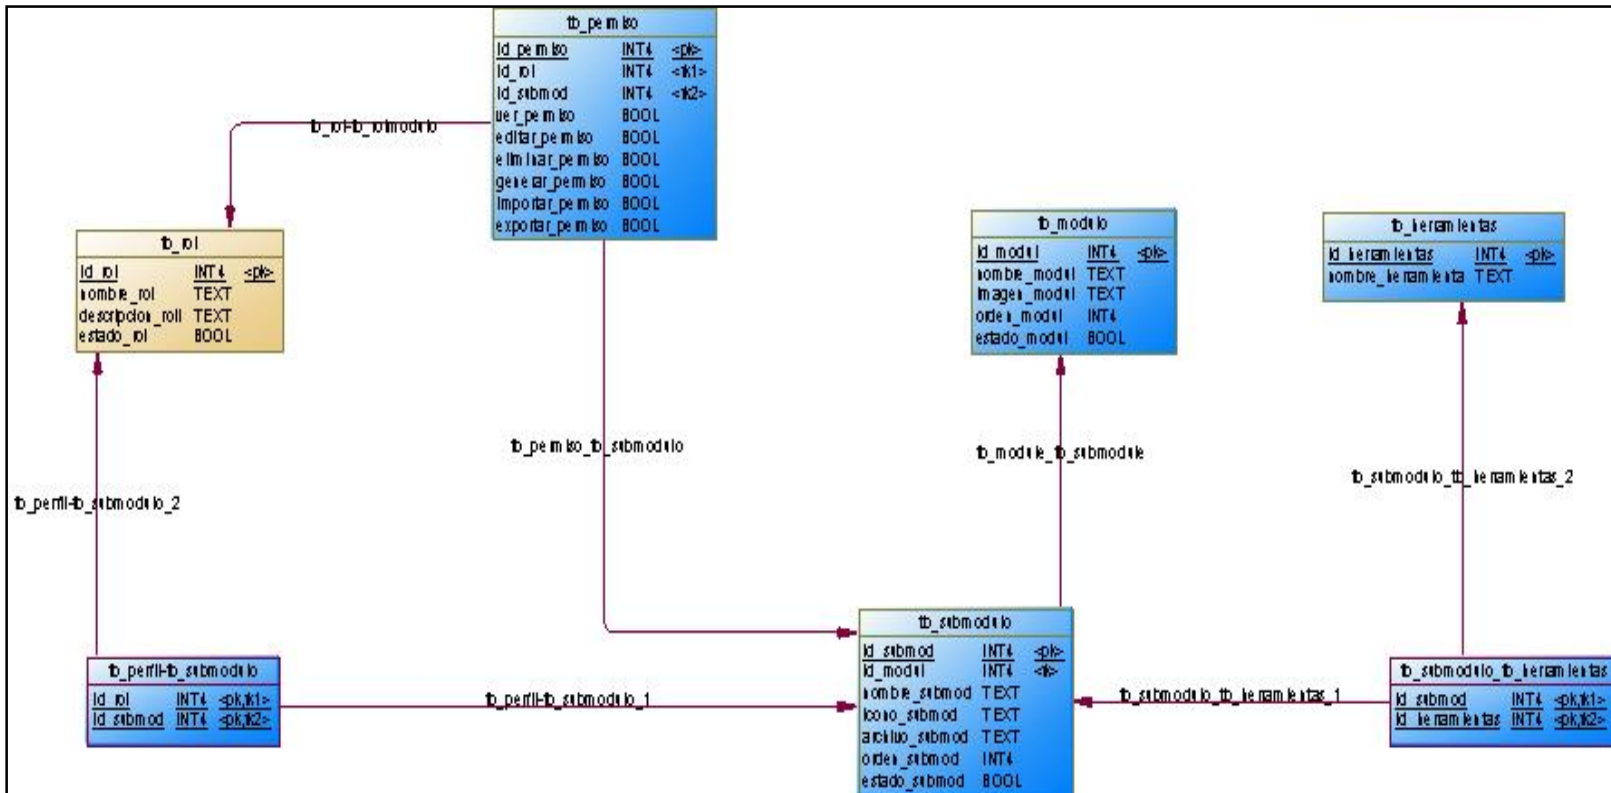 tb_permiso
id_permiso INT4 <pk>
id_rol INT4 <fk1>
id_submod INT4 <fk2>
ver_permiso BOOL
editar_permiso BOOL
eliminar_permiso BOOL
generar_permiso BOOL
importar_permiso BOOL
exportar_permiso BOOL
tb_rol-tb_rolmodulo
tb_rol
id_rol INT4 <pk>
nombre_rol TEXT
descripcion_roll TEXT
estado_rol BOOL
tb_modulo
id_modul INT4 <pk>
nombre_modul TEXT
imagen_modul TEXT
orden_modul INT4
estado_modul BOOL
tb_herramientas
id_herramientas INT4 <pk>
nombre_herramienta TEXT
tb_permiso_tb_submodulo
tb_module_tb_submodule
tb_submodulo_ttb_herramientas_2
tb_perfil-tb_submodulo_2
tb_perfil-tb_submodulo
id_rol INT4 <pk,fk1>
id_submod INT4 <pk,fk2>
tb_perfil-tb_submodulo_1
tb_submodulo
id_submod INT4 <pk>
id_modul INT4 <fk>
nombre_submod TEXT
icono_submod TEXT
archivo_submod TEXT
orden_submod INT4
estado_submod BOOL
tb_submodulo_ttb_herramientas_1
tb_submodulo_tb_herramientas
id_submod INT4 <pk,fk1>
id_herramientas INT4 <pk,fk2>